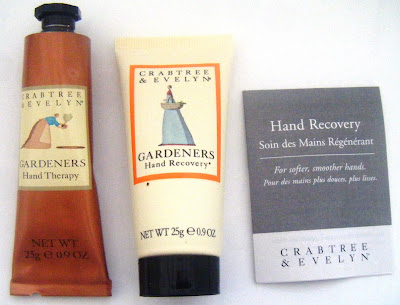 CRABTREE
& EVELYN®
GARDENERS
Hand Therapy
NET WT
25g ℮ 0.9 OZ
CRABTREE
& EVELYN®
GARDENERS
Hand Recovery*
NET WT 25g ℮ 0.9 OZ.
Hand Recovery
Soin des Mains Régénérant
For softer, smoother hands.
Pour des mains plus douces, plus lisses.
CRABTREE
& EVELYN®